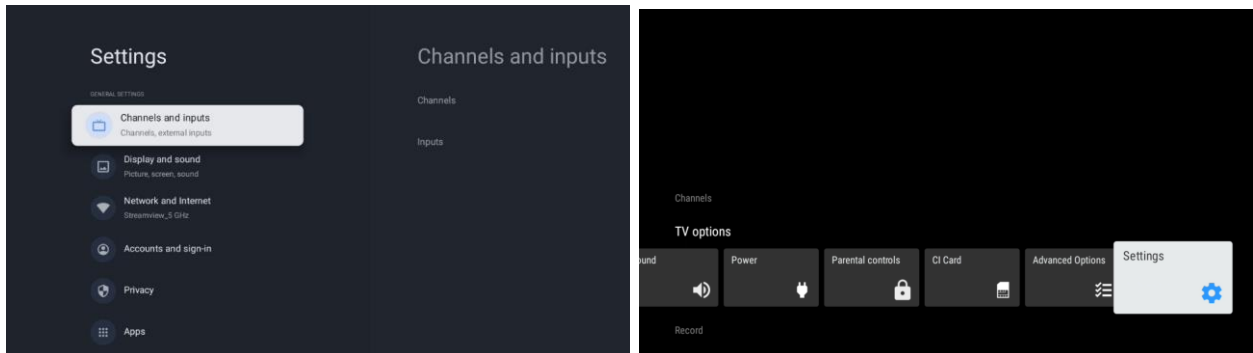 Settings
GENERAL SETTINGS
Channels and inputs
Channels, external inputs
Display and sound
Picture, screen, sound
Network and Internet
Streamview_5 GHz
Accounts and sign-in
Privacy
Apps
Channels and inputs
Channels
Inputs
Channels
TV options
ound
Power
Parental controls
CI Card
Advanced Options
Settings
Record